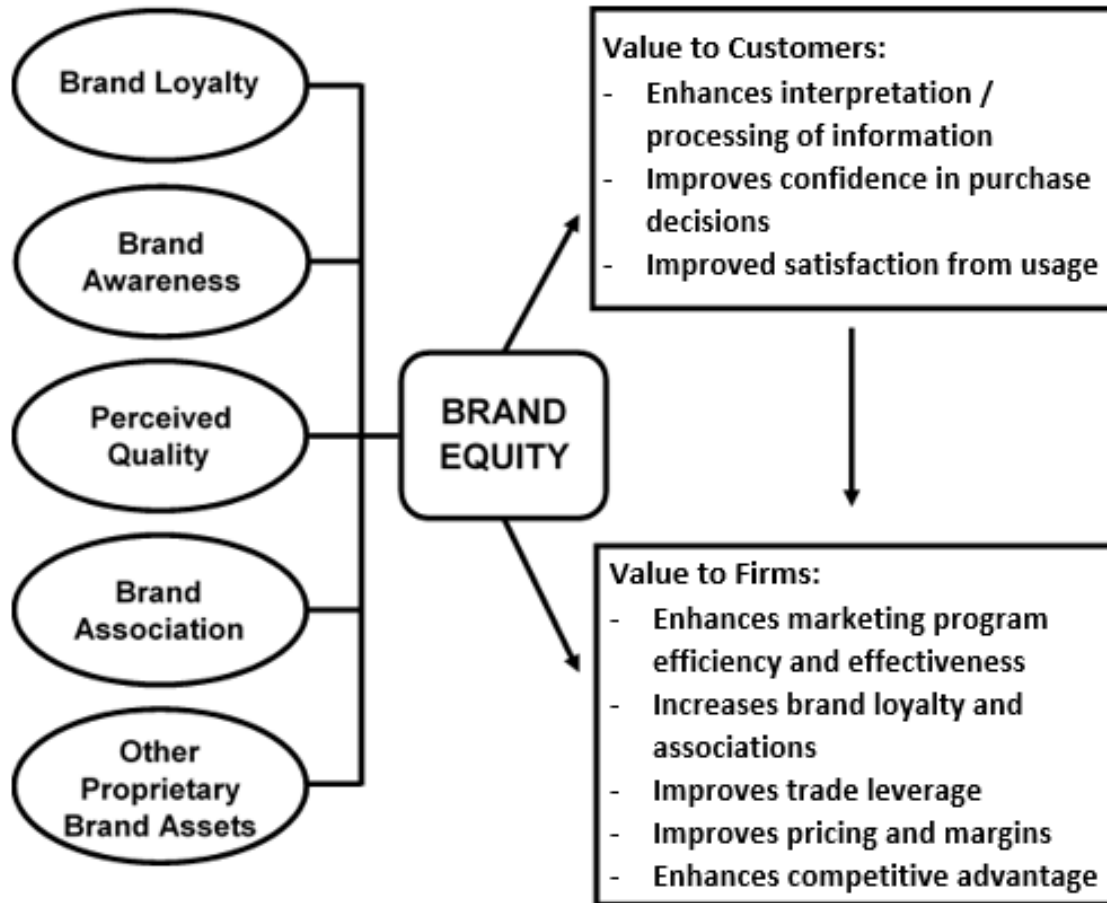 Brand Loyalty
Brand
Awareness
Perceived
Quality
Brand
Association
Other
Proprietary
Brand Assets
BRAND
EQUITY
Value to Customers:
- Enhances interpretation /
processing of information
- Improves confidence in purchase
decisions
- Improved satisfaction from usage
Value to Firms:
- Enhances marketing program
efficiency and effectiveness
- Increases brand loyalty and
associations
- Improves trade leverage
- Improves pricing and margins
- Enhances competitive advantage